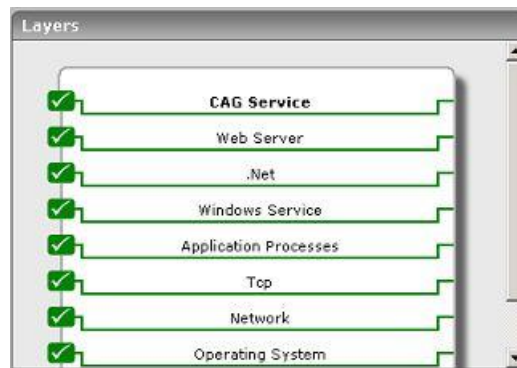 Layers
CAG Service
Web Server
.Net
Windows Service
Application Processes
Tcp
Network
Operating System